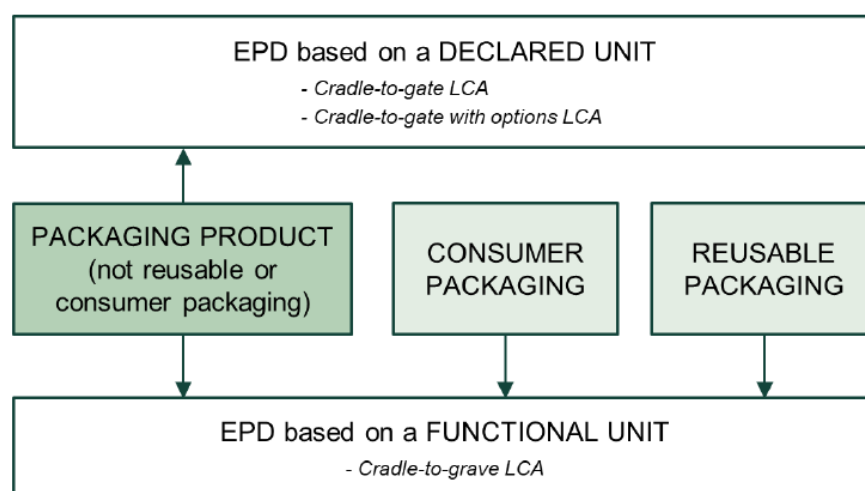 EPD based on a DECLARED UNIT
- Cradle-to-gate LCA
- Cradle-to-gate with options LCA
PACKAGING PRODUCT
(not reusable or
consumer packaging)
CONSUMER
PACKAGING
REUSABLE
PACKAGING
EPD based on a FUNCTIONAL UNIT
- Cradle-to-grave LCA